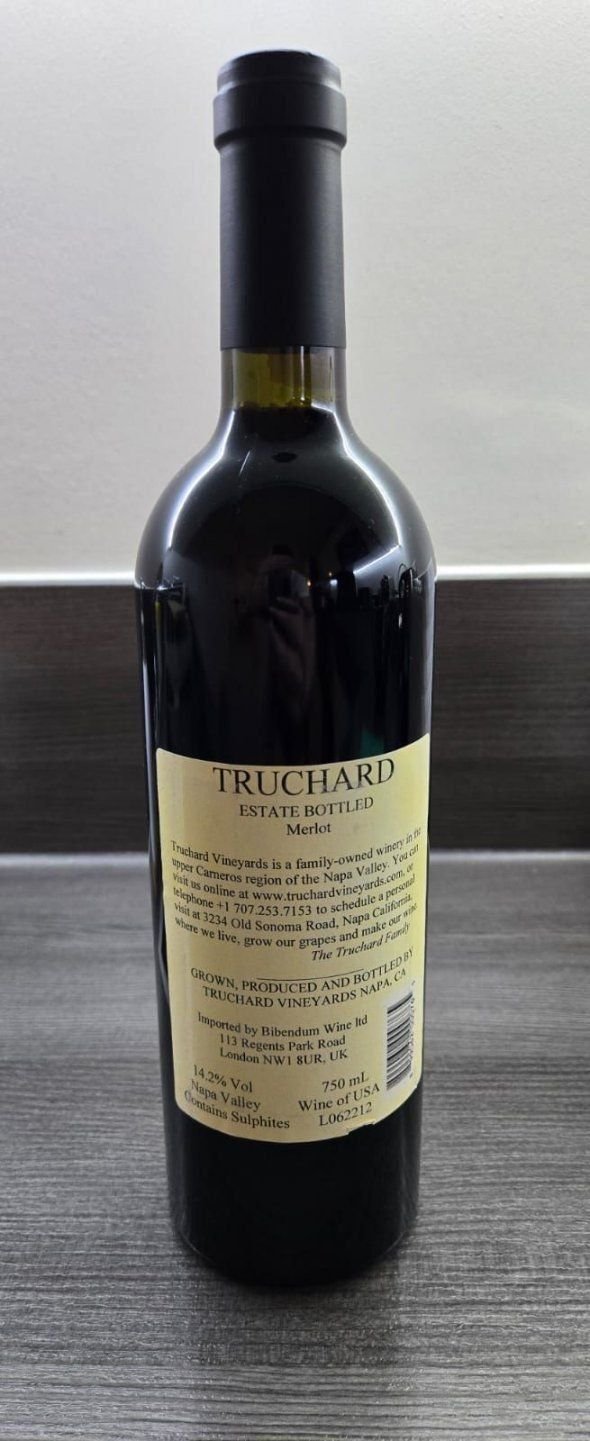 TRUCHARD
ESTATE BOTTLED
Merlot
Truchard Vineyards is a family-owned winery in the
upper Carneros region of the Napa Valley. You can
visit us online at www.truchardvineyards.com, or
telephone +1 707.253.7153 to schedule a personal
visit at 3234 Old Sonoma Road, Napa California,
where we live, grow our grapes and make our wine.
The Truchard Family
GROWN, PRODUCED AND BOTTLED BY
TRUCHARD VINEYARDS NAPA, CA
Imported by Bibendum Wine ltd
113 Regents Park Road
London NW1 8UR, UK
14.2% Vol
Napa Valley
Contains Sulphites
750 mL
Wine of USA
L062212